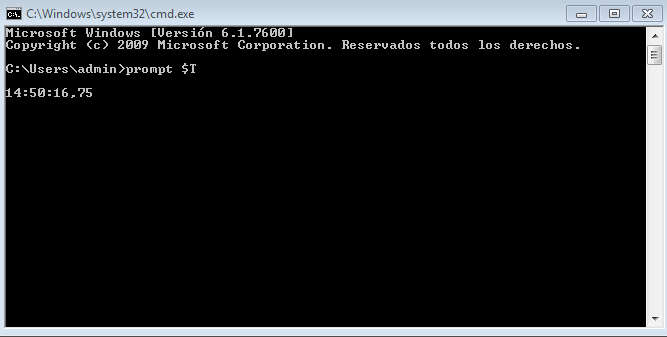 C:\Windows\system32\cmd.exe
Microsoft Windows [Versión 6.1.7600]
Copyright (c) 2009 Microsoft Corporation. Reservados todos los derechos.
C:\Users\admin>prompt $T
14:50:16,75